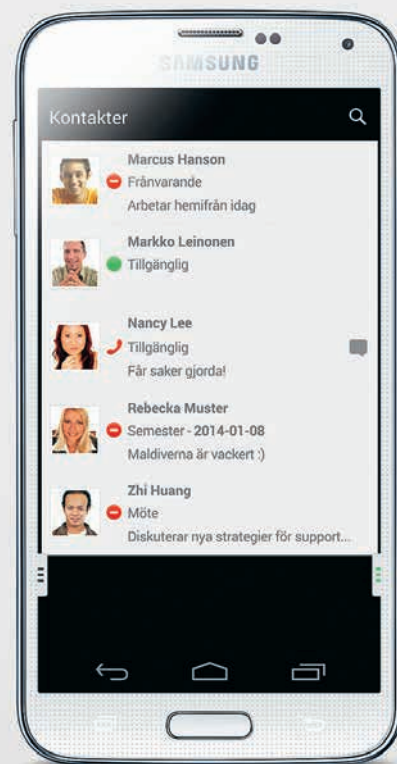 SAMSUNG
Kontakter
Marcus Hanson
Frånvarande
Arbetar hemifrån idag
Markko Leinonen
Tillgänglig
Nancy Lee
Tillgänglig
Får saker gjorda!
Rebecka Muster
Semester - 2014-01-08
Maldiverna är vackert :)
Zhi Huang
Möte
Diskuterar nya strategier för support...